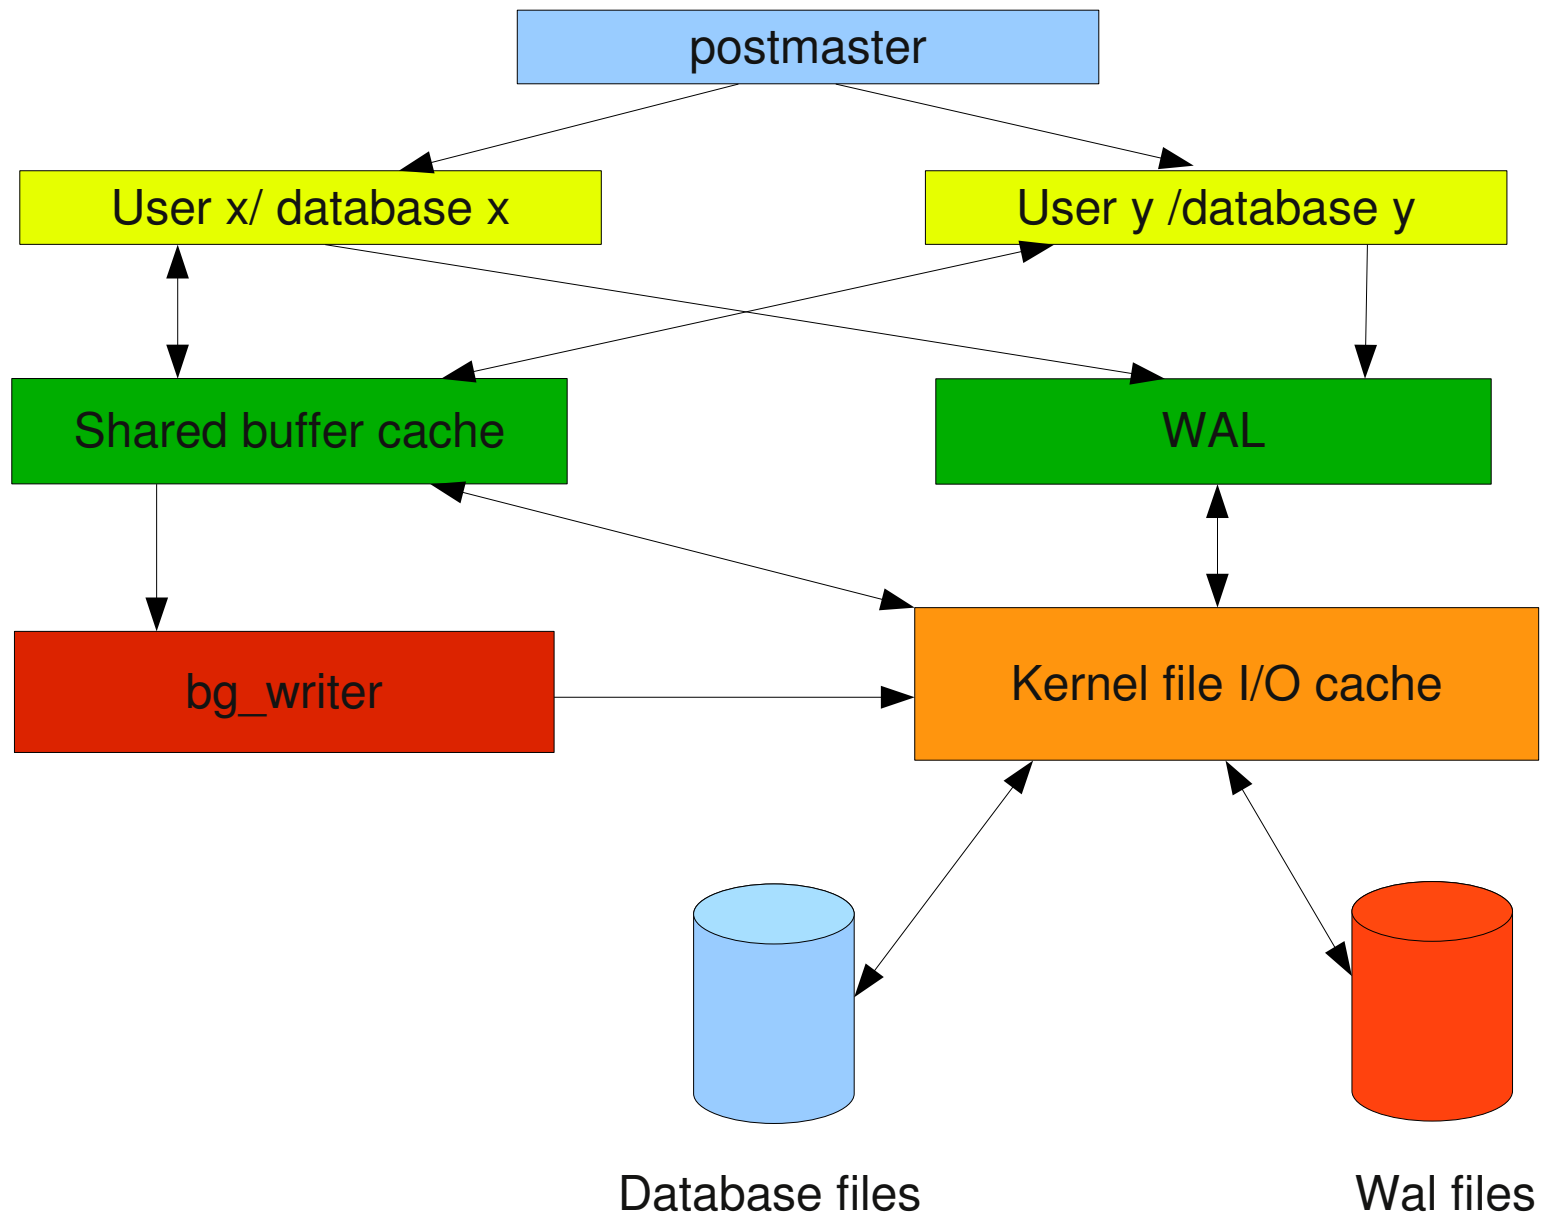 postmaster
User x/ database x
User y /database y
Shared buffer cache
WAL
bg_writer
Kernel file I/O cache
Database files
Wal files